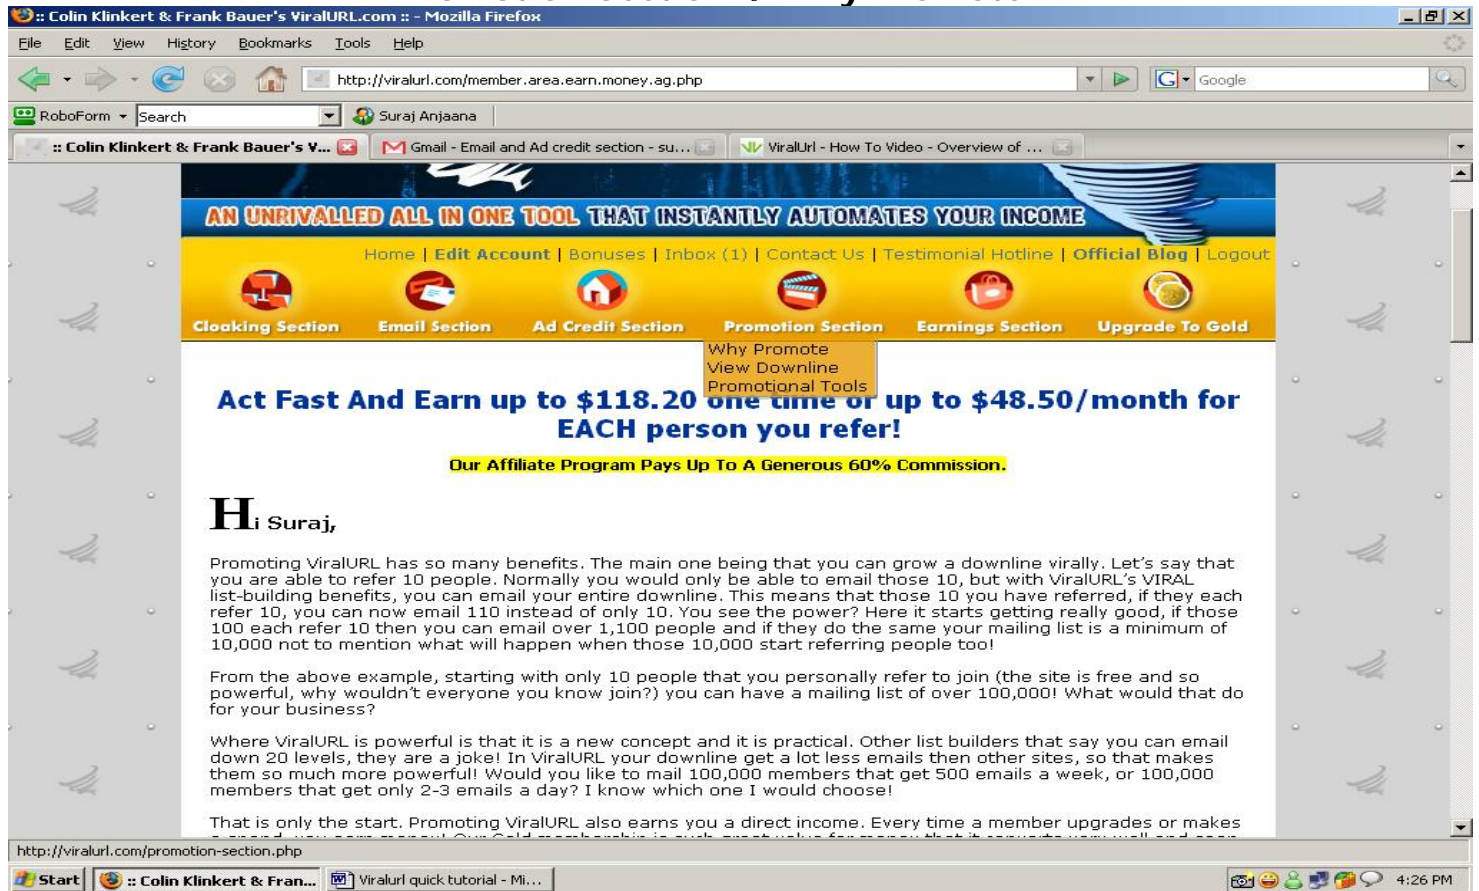 :: Colin Klinkert & Frank Bauer's ViralURL.com :: - Mozilla Firefox
File Edit View History Bookmarks Tools Help
http://viralurl.com/member.area.earn.money.ag.php
Google
RoboForm Search Suraj Anjaana
:: Colin Klinkert & Frank Bauer's V... Gmail - Email and Ad credit section - su... ViralUrl - How To Video - Overview of ...
AN UNRIVALLED ALL IN ONE TOOL THAT INSTANTLY AUTOMATES YOUR INCOME
Home | Edit Account | Bonuses | Inbox (1) | Contact Us | Testimonial Hotline | Official Blog | Logout
Cloaking Section Email Section Ad Credit Section Promotion Section Earnings Section Upgrade To Gold
Why Promote
View Downline
Promotional Tools
Act Fast And Earn up to $118.20 one time or up to $48.50/month for
EACH person you refer!
Our Affiliate Program Pays Up To A Generous 60% Commission.
Hi Suraj,
Promoting ViralURL has so many benefits. The main one being that you can grow a downline virally. Let's say that
you are able to refer 10 people. Normally you would only be able to email those 10, but with ViralURL's VIRAL
list-building benefits, you can email your entire downline. This means that those 10 you have referred, if they each
refer 10, you can now email 110 instead of only 10. You see the power? Here it starts getting really good, if those
100 each refer 10 then you can email over 1,100 people and if they do the same your mailing list is a minimum of
10,000 not to mention what will happen when those 10,000 start referring people too!
From the above example, starting with only 10 people that you personally refer to join (the site is free and so
powerful, why wouldn't everyone you know join?) you can have a mailing list of over 100,000! What would that do
for your business?
Where ViralURL is powerful is that it is a new concept and it is practical. Other list builders that say you can email
down 20 levels, they are a joke! In ViralURL your downline get a lot less emails then other sites, so that makes
them so much more powerful! Would you like to mail 100,000 members that get 500 emails a week, or 100,000
members that get only 2-3 emails a day? I know which one I would choose!
That is only the start. Promoting ViralURL also earns you a direct income. Every time a member upgrades or makes
http://viralurl.com/promotion-section.php
Start :: Colin Klinkert & Fran... Viralurl quick tutorial - Mi... 4:26 PM